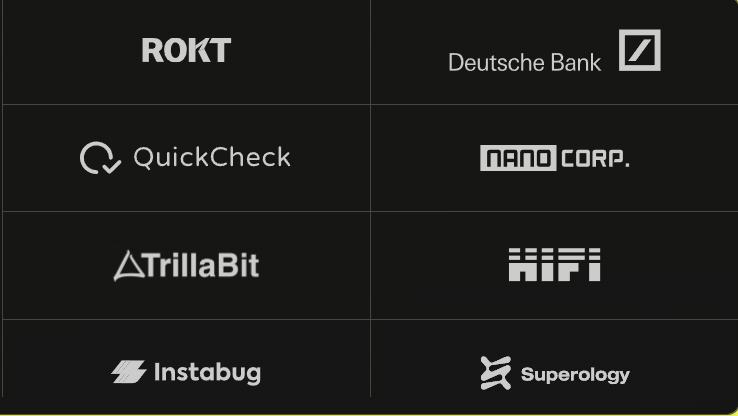 ROKT
Deutsche Bank
QuickCheck
NANO CORP.
TrillaBit
HIFI
Instabug
Superology